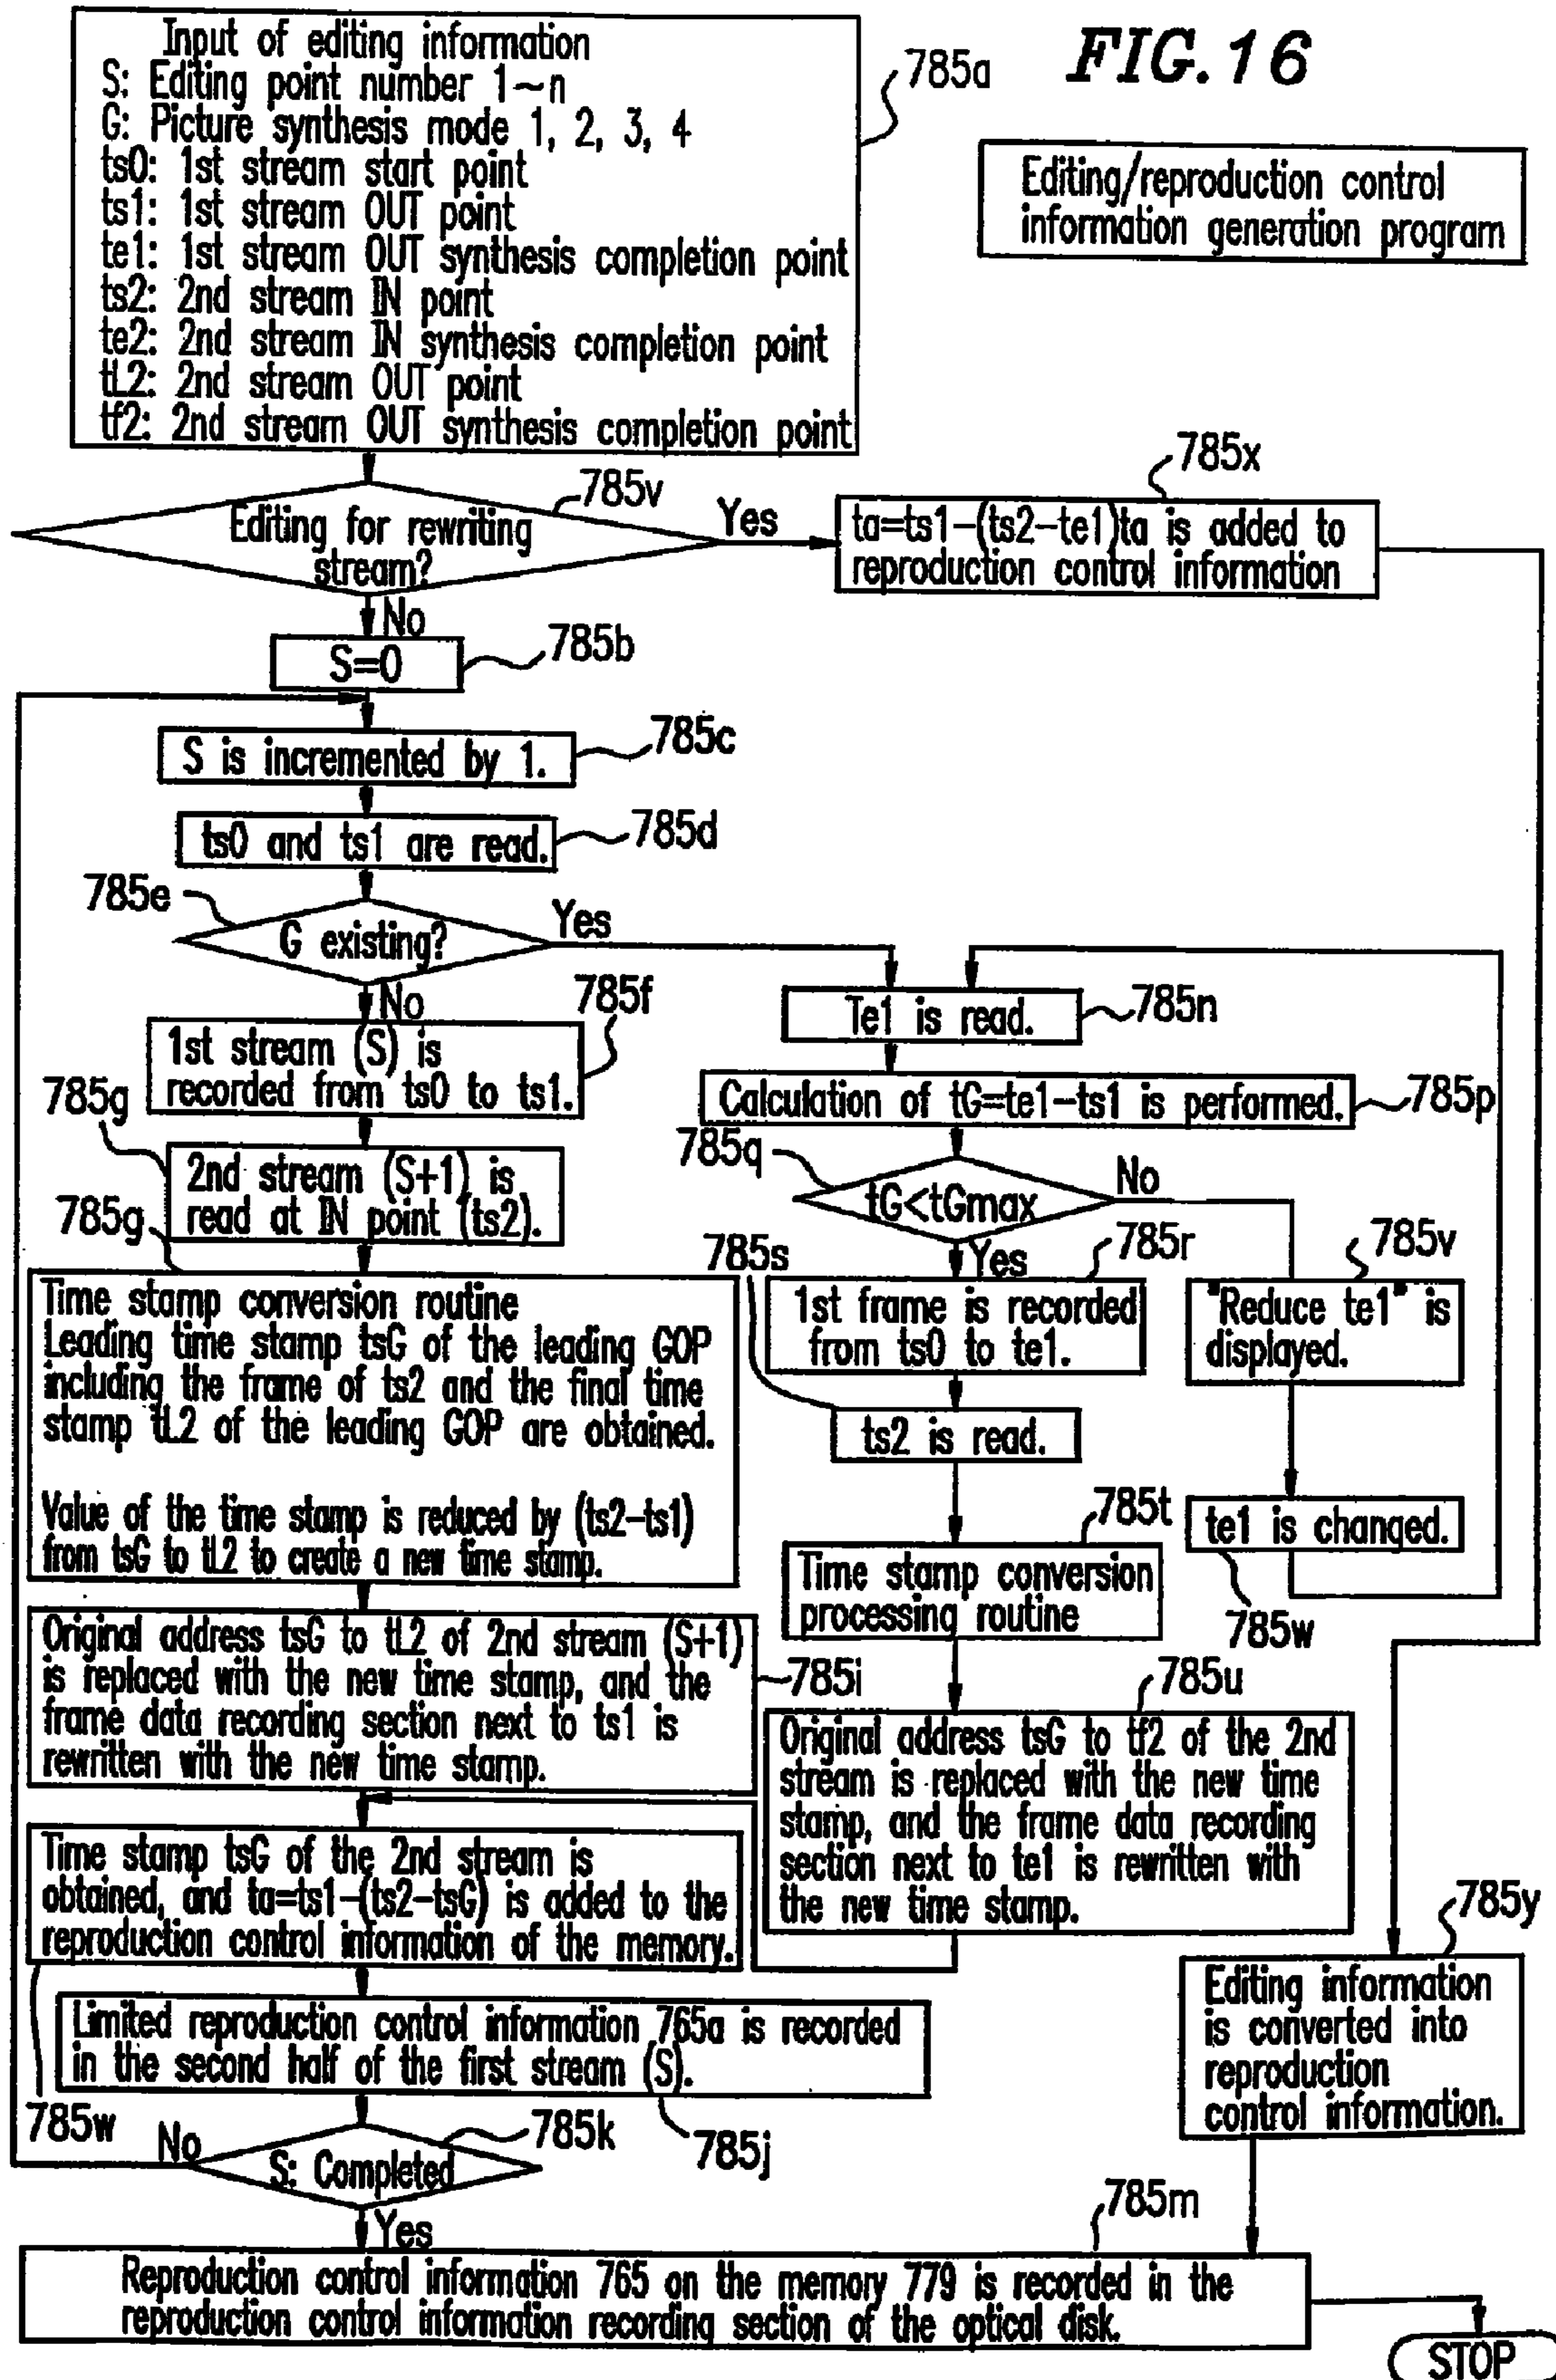 FIG.16
Input of editing information
S: Editing point number 1~n
G: Picture synthesis mode 1, 2, 3, 4
ts0: 1st stream start point
ts1: 1st stream OUT point
te1: 1st stream OUT synthesis completion point
ts2: 2nd stream IN point
te2: 2nd stream IN synthesis completion point
tL2: 2nd stream OUT point
tf2: 2nd stream OUT synthesis completion point
785a
Editing/reproduction control
information generation program
785v
Editing for rewriting
stream?
Yes
No
785x
ta=ts1-(ts2-te1)ta is added to
reproduction control information
S=0
785b
S is incremented by 1.
785c
ts0 and ts1 are read.
785d
785e
G existing?
Yes
No
785f
1st stream (S) is
recorded from ts0 to ts1.
785g
2nd stream (S+1) is
read at IN point (ts2).
785g
Time stamp conversion routine
Leading time stamp tsG of the leading GOP
including the frame of ts2 and the final time
stamp tL2 of the leading GOP are obtained.
Value of the time stamp is reduced by (ts2-ts1)
from tsG to tL2 to create a new time stamp.
Original address tsG to tL2 of 2nd stream (S+1)
is replaced with the new time stamp, and the
frame data recording section next to ts1 is
rewritten with the new time stamp.
785i
Time stamp tsG of the 2nd stream is
obtained, and ta=ts1-(ts2-tsG) is added to the
reproduction control information of the memory.
785w
Limited reproduction control information 765a is recorded
in the second half of the first stream (S).
785j
785k
S: Completed
No
Yes
Te1 is read.
785n
Calculation of tG=te1-ts1 is performed.
785p
785q
tG<tGmax
No
Yes
785r
1st frame is recorded
from ts0 to te1.
785s
ts2 is read.
785t
Time stamp conversion
processing routine
785u
Original address tsG to tf2 of the 2nd
stream is replaced with the new time
stamp, and the frame data recording
section next to te1 is rewritten with
the new time stamp.
785v
"Reduce te1" is
displayed.
te1 is changed.
785w
785y
Editing information
is converted into
reproduction
control information.
785m
Reproduction control information 765 on the memory 779 is recorded in the
reproduction control information recording section of the optical disk.
STOP